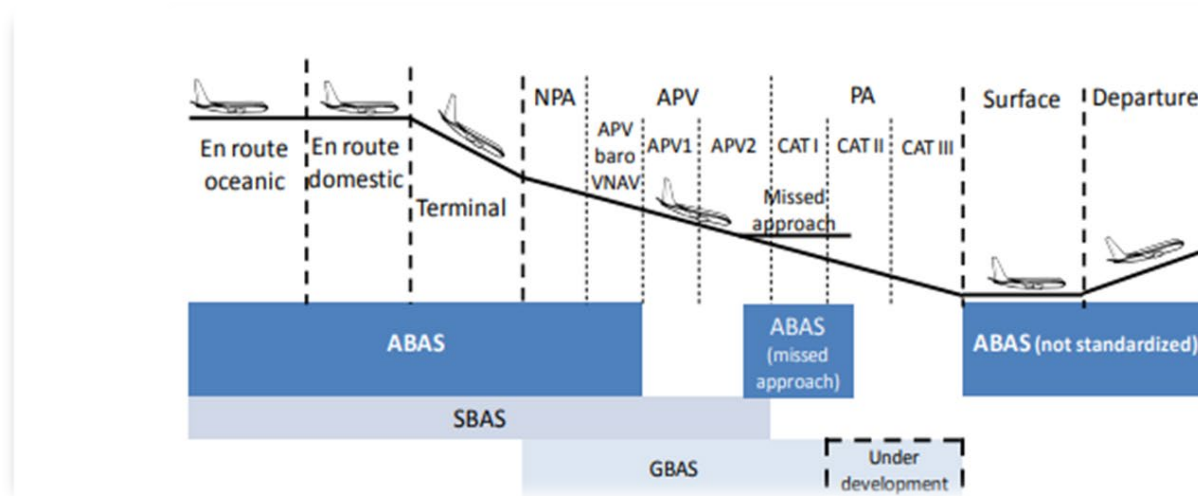 NPA
APV
PA
Surface
Departure
En route
oceanic
En route
domestic
Terminal
APV
baro
VNAV
APV1
APV2
CAT I
CAT II
CAT III
Missed
approach
ABAS
ABAS
(missed
approach)
ABAS (not standardized)
SBAS
GBAS
Under
development